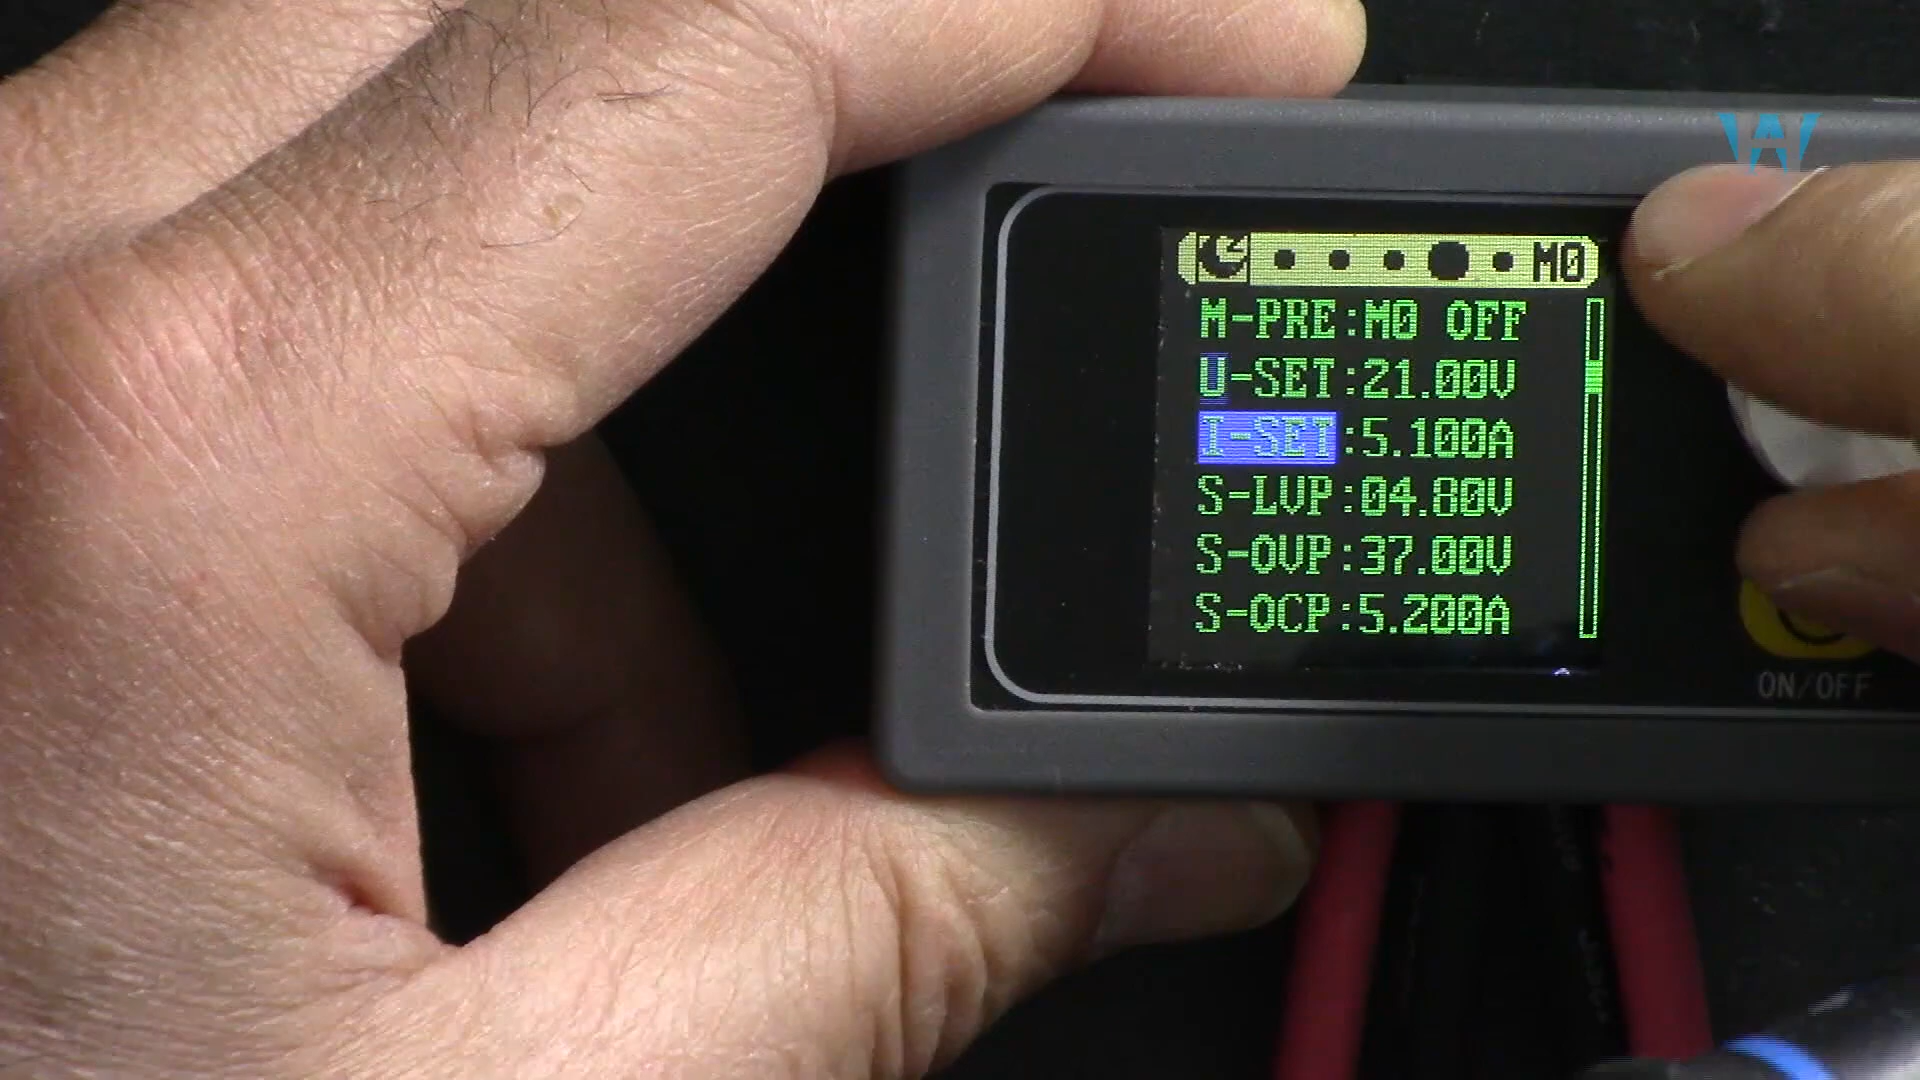 M0
M-PRE:M0 OFF
U-SET:21.00V
I-SET:5.100A
S-LVP:04.80V
S-OVP:37.00V
S-OCP:5.200A
ON/OFF